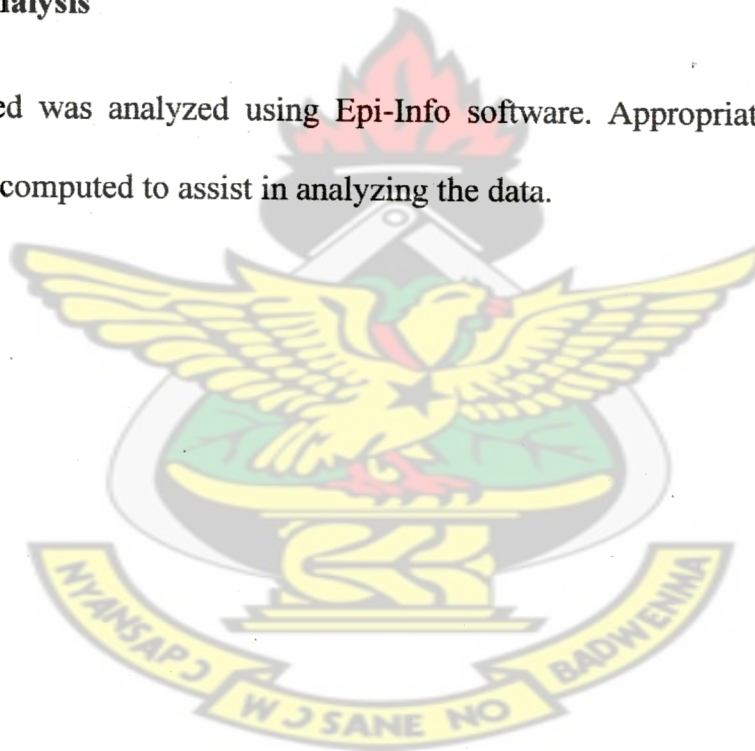 alysis
ed was analyzed using Epi-Info software. Appropriat
computed to assist in analyzing the data.
NYANSAPƆ
WƆSANE NO
BADWENMA